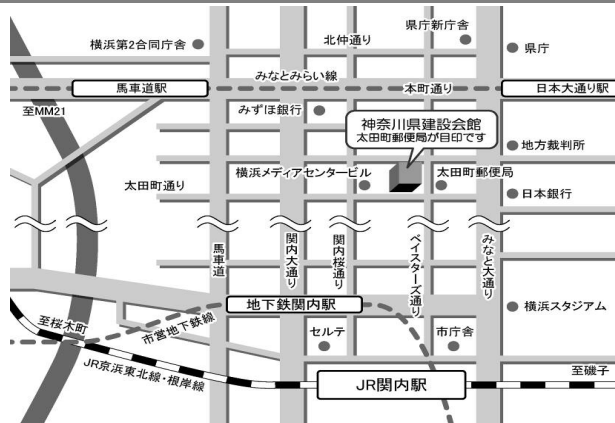 県庁新庁舎
北仲通り
横浜第2合同庁舎
県庁
みなとみらい線
馬車道駅
本町通り
日本大通り駅
至MM21
みずほ銀行
神奈川県建設会館
太田町郵便局が目印です
地方裁判所
横浜メディアセンタービル
太田町郵便局
太田町通り
日本銀行
馬車道
関内大通り
関内桜通り
ベイスターズ通り
みなと大通り
地下鉄関内駅
横浜スタジアム
至桜木町
市営地下鉄線
セルテ
市庁舎
JR京浜東北線・根岸線
JR関内駅
至磯子